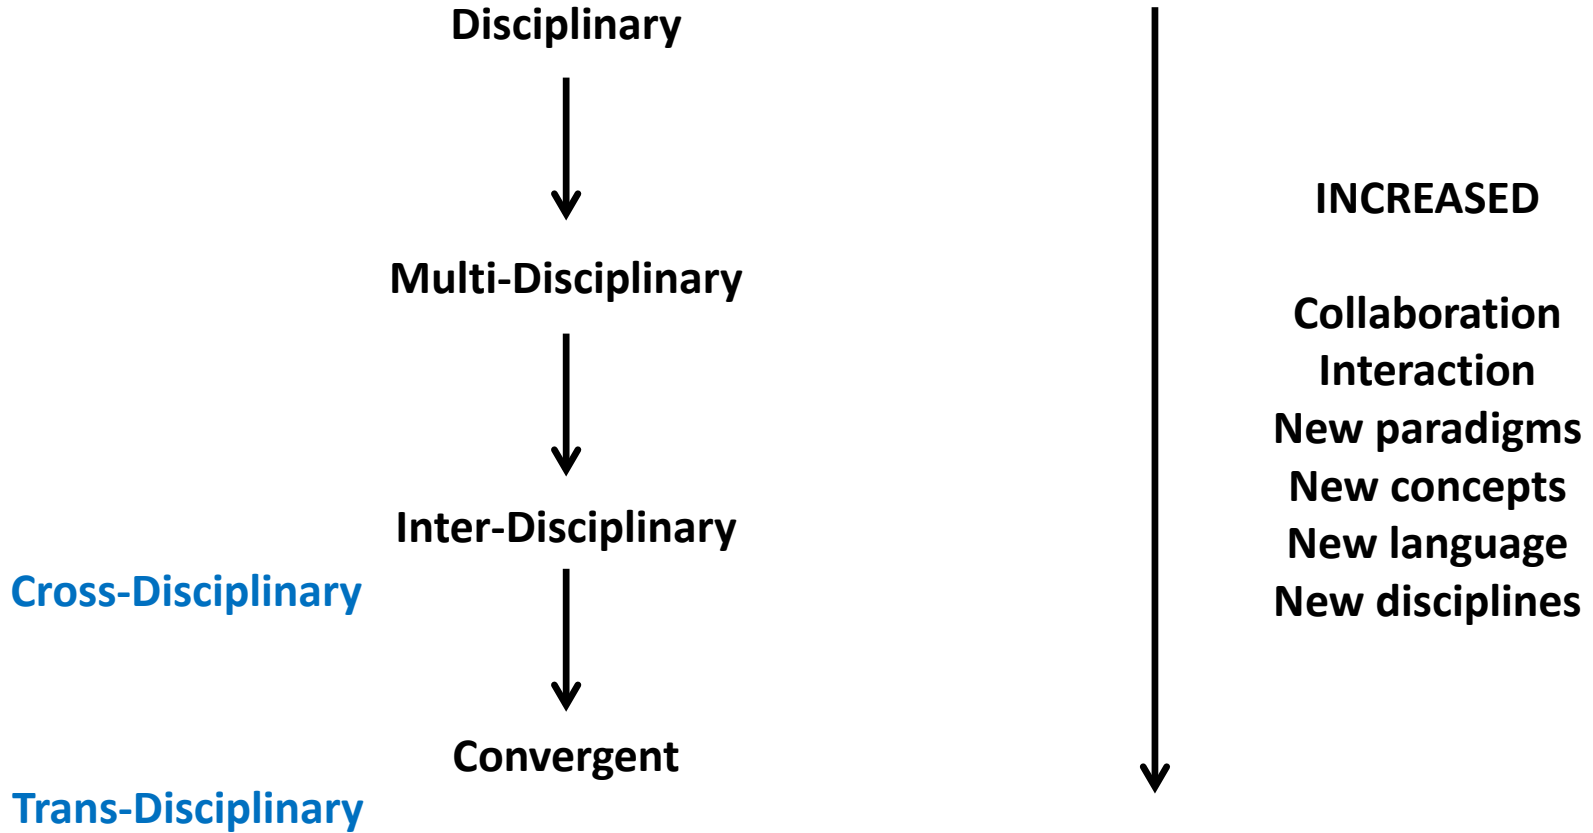 Disciplinary
Multi-Disciplinary
Inter-Disciplinary
Cross-Disciplinary
Convergent
Trans-Disciplinary
INCREASED
Collaboration
Interaction
New paradigms
New concepts
New language
New disciplines